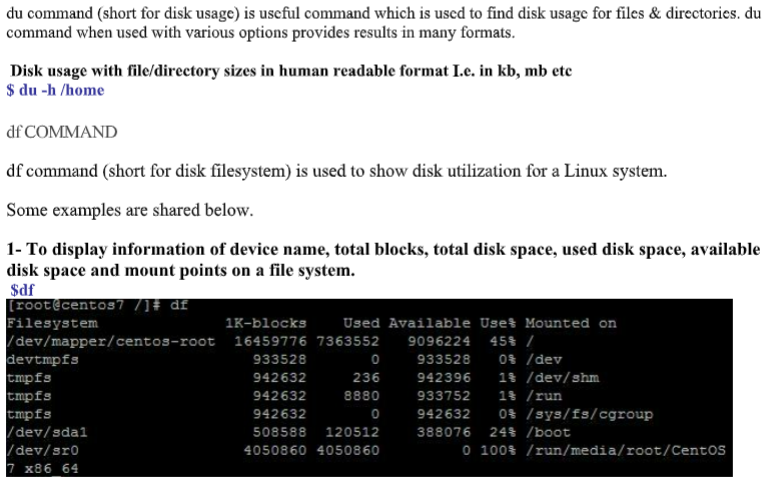 du command (short for disk usage) is useful command which is used to find disk usage for files & directories. du
command when used with various options provides results in many formats.
Disk usage with file/directory sizes in human readable format I.e. in kb, mb etc
$ du -h /home
df COMMAND
df command (short for disk filesystem) is used to show disk utilization for a Linux system.
Some examples are shared below.
1- To display information of device name, total blocks, total disk space, used disk space, available
disk space and mount points on a file system.
$df
[root@centos7 /]# df
Filesystem 1K-blocks Used Available Use% Mounted on
/dev/mapper/centos-root 16459776 7363552 9096224 45% /
devtmpfs 933528 0 933528 0% /dev
tmpfs 942632 236 942396 1% /dev/shm
tmpfs 942632 8880 933752 1% /run
tmpfs 942632 0 942632 0% /sys/fs/cgroup
/dev/sda1 508588 120512 388076 24% /boot
/dev/sr0 4050860 4050860 0 100% /run/media/root/CentOS
7 x86_64